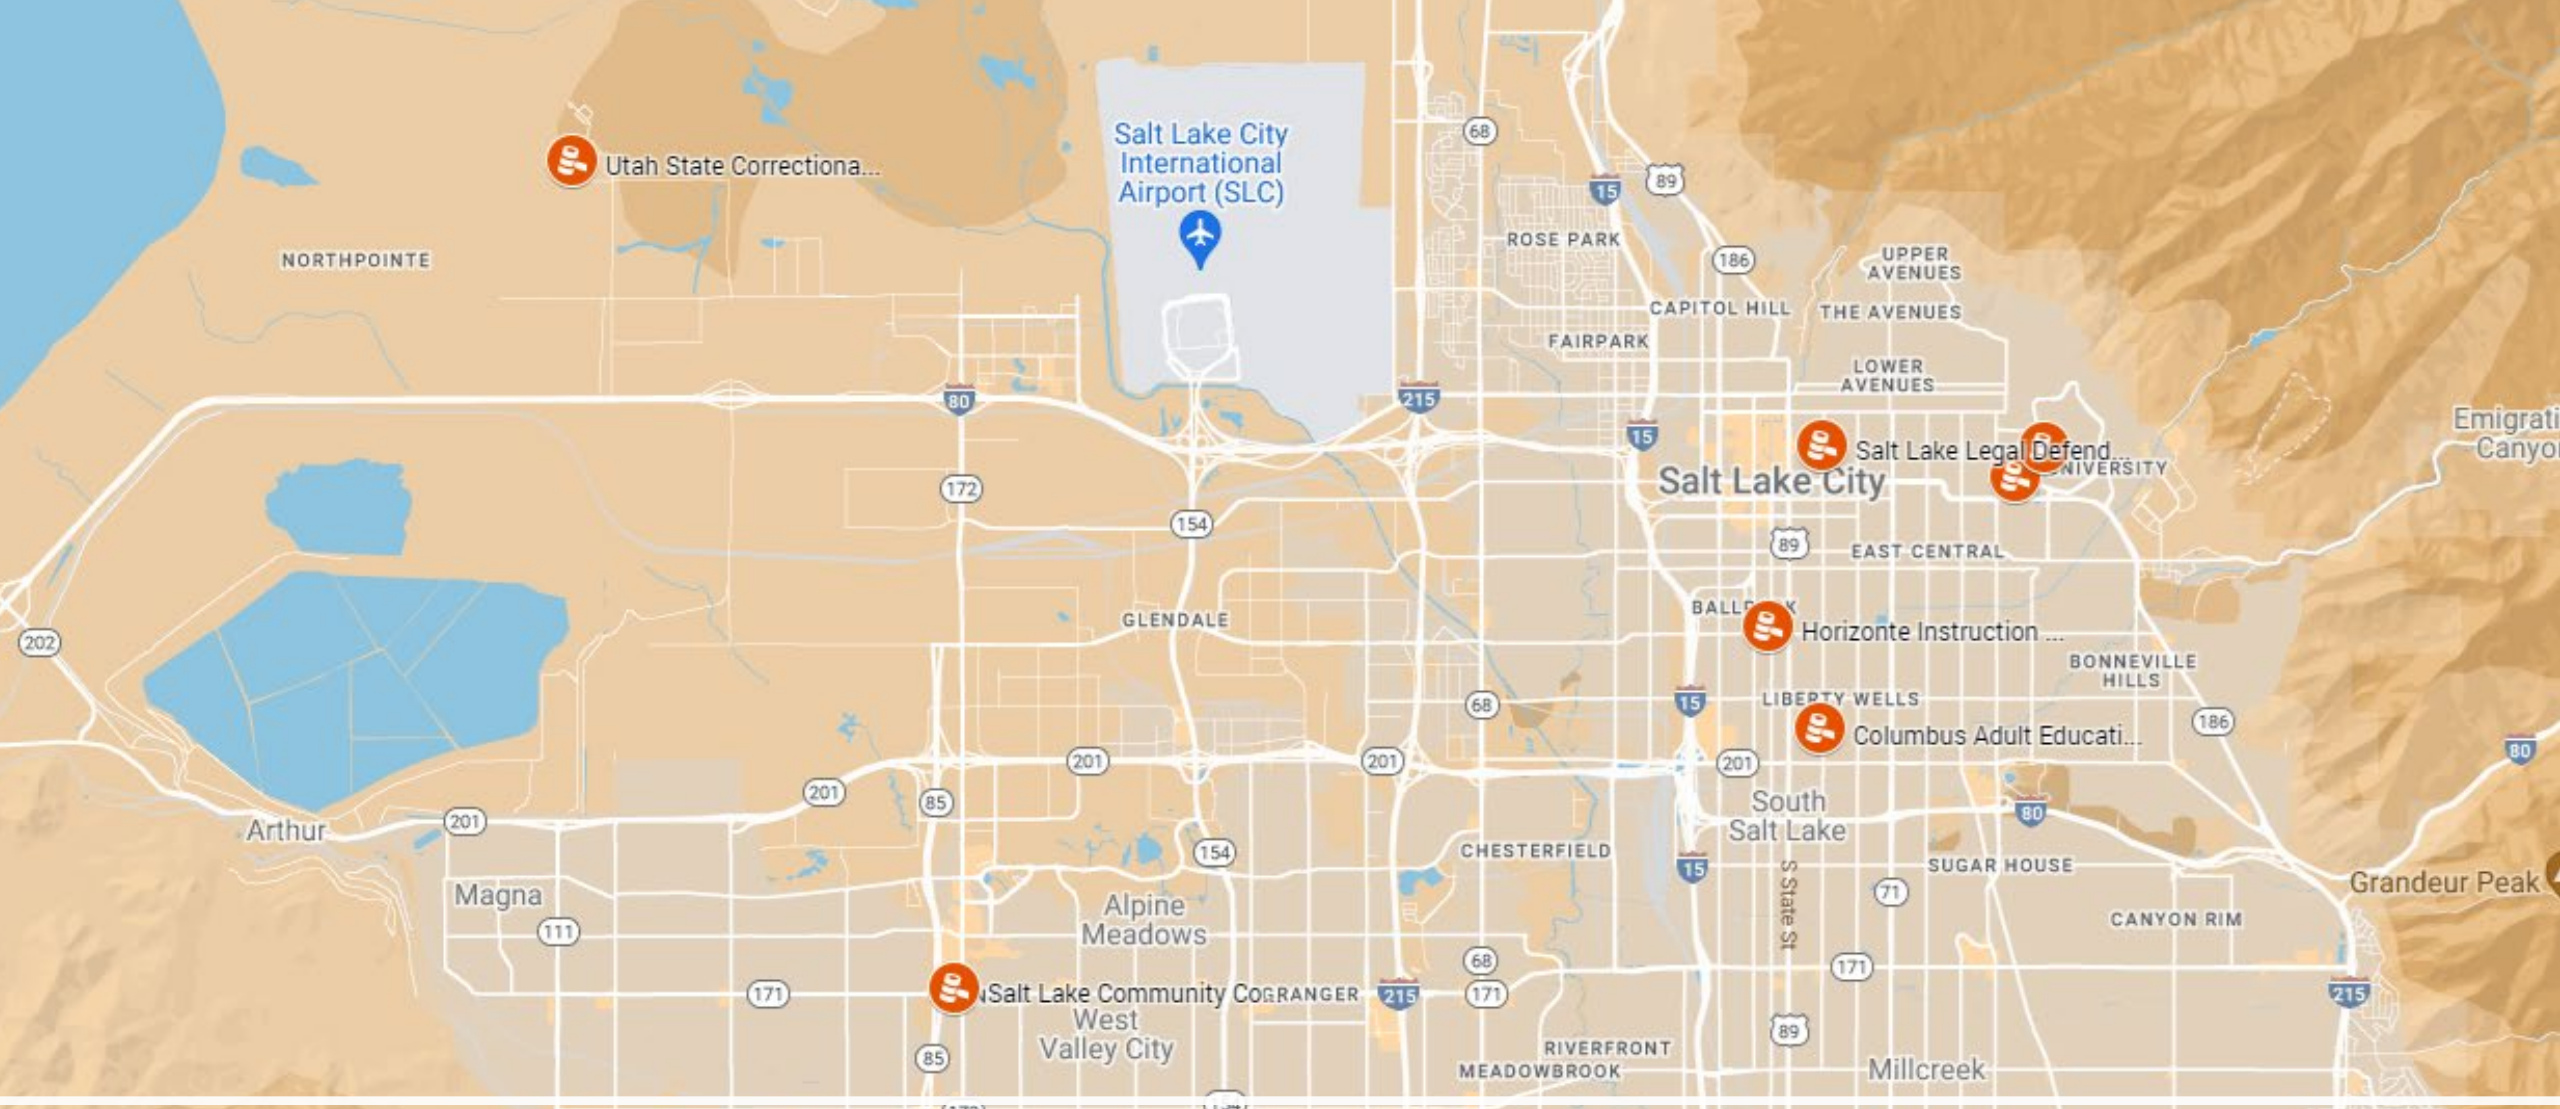 68
Salt Lake City
International
Airport (SLC)
Utah State Correctiona...
15
89
ROSE PARK
NORTHPOINTE
186
UPPER
AVENUES
CAPITOL HILL
THE AVENUES
FAIRPARK
LOWER
AVENUES
80
215
15
Emigrati
Canyo
Salt Lake Legal Defend...
NIVERSITY
Salt Lake City
172
154
89
EAST CENTRAL
BALLP K
GLENDALE
Horizonte Instruction ...
202
BONNEVILLE
HILLS
LIBERTY WELLS
15
68
186
Columbus Adult Educati...
80
201
201
201
201
85
South
Salt Lake
80
201
Arthur
154
CHESTERFIELD
15
SUGAR HOUSE
S State St
71
Grandeur Peak
Magna
Alpine
Meadows
111
CANYON RIM
68
171
171
Salt Lake Community Co
GRANGER
215
171
215
West
Valley City
89
85
RIVERFRONT
MEADOWBROOK
Millcreek